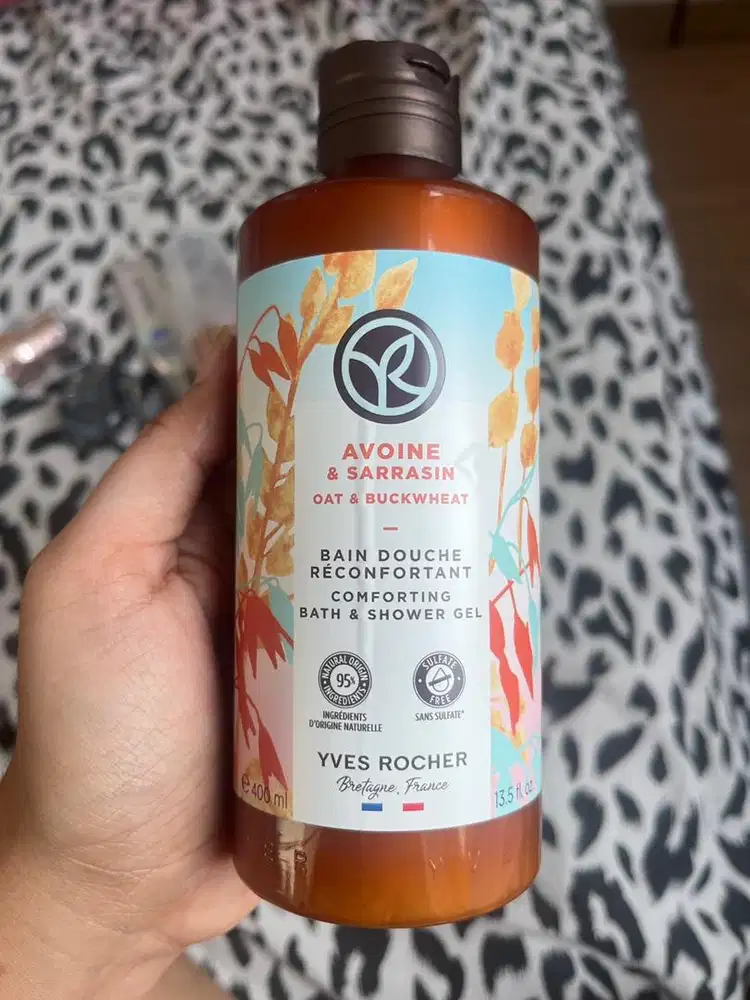 AVOINE
& SARRASIN
OAT & BUCKWHEAT
BAIN DOUCHE
RÉCONFORTANT
COMFORTING
BATH & SHOWER GEL
NATURAL ORIGIN
95%
INGREDIENTS
INGRÉDIENTS
D'ORIGINE NATURELLE
SULFATE
FREE
SANS SULFATE*
YVES ROCHER
Bretagne, France
e 400 ml
13.5 fl. oz.